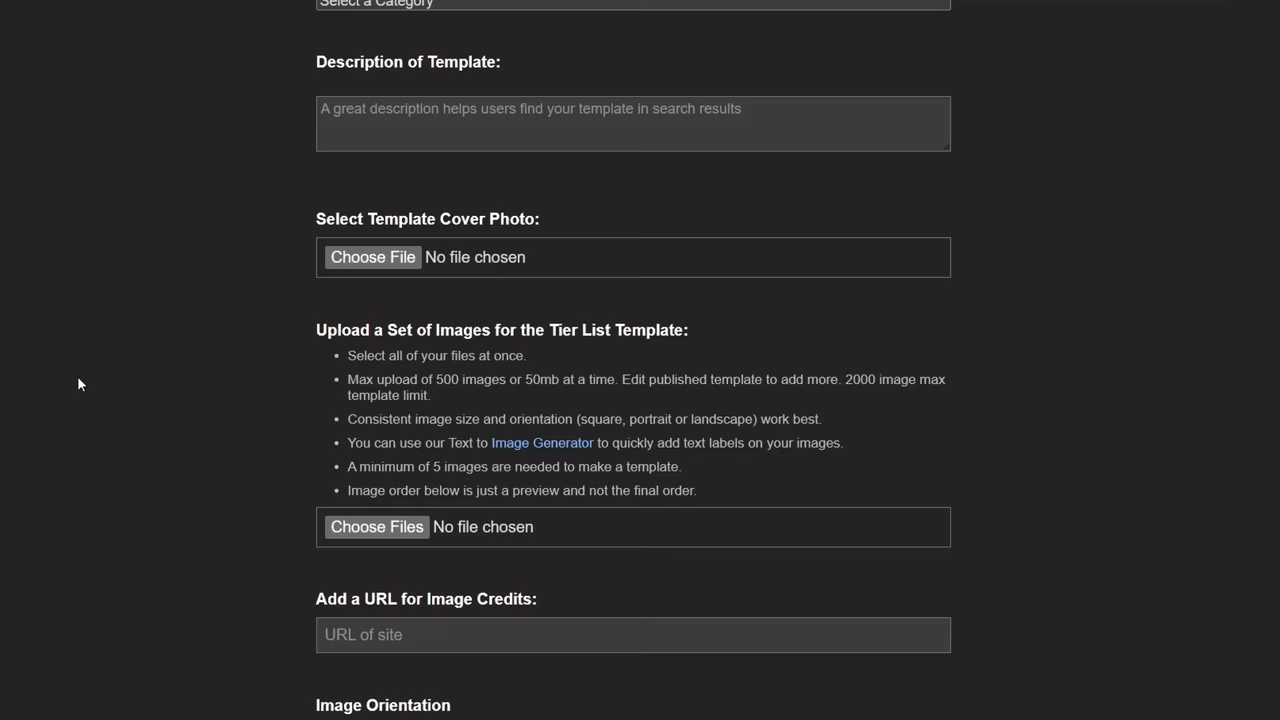 Select a Category
Description of Template:
A great description helps users find your template in search results
Select Template Cover Photo:
Choose File No file chosen
Upload a Set of Images for the Tier List Template:
• Select all of your files at once.
• Max upload of 500 images or 50mb at a time. Edit published template to add more. 2000 image max
template limit.
• Consistent image size and orientation (square, portrait or landscape) work best.
• You can use our Text to Image Generator to quickly add text labels on your images.
• A minimum of 5 images are needed to make a template.
• Image order below is just a preview and not the final order.
Choose Files No file chosen
Add a URL for Image Credits:
URL of site
Image Orientation